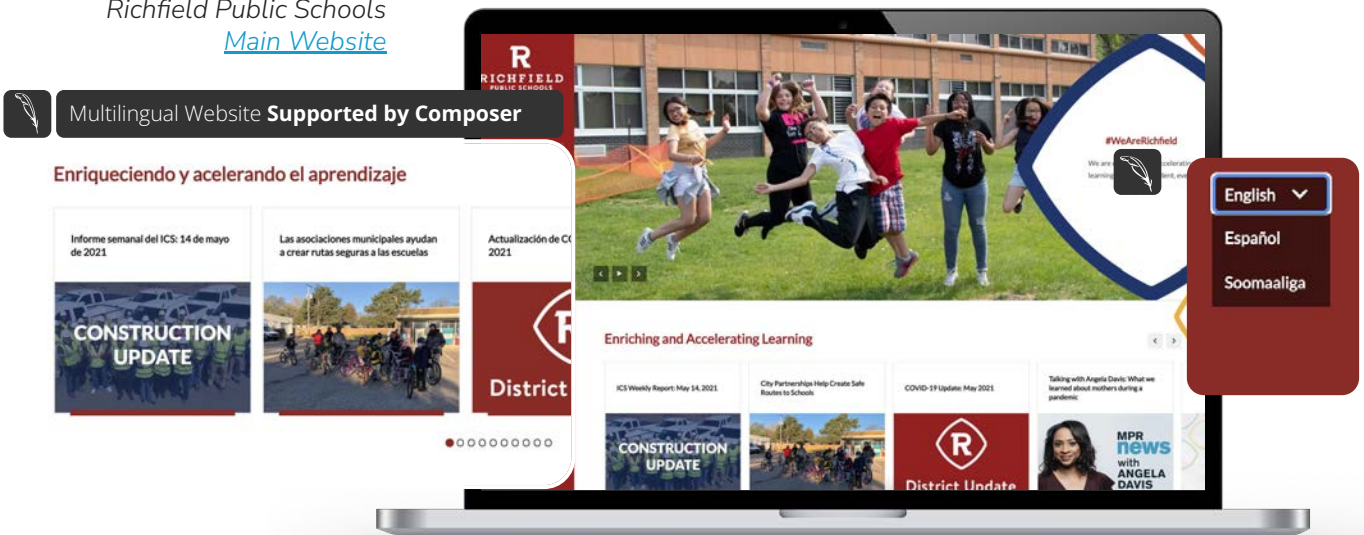 Richfield Public Schools
Main Website
Multilingual Website Supported by Composer
Enriqueciendo y acelerando el aprendizaje
Informe semanal del ICS: 14 de mayo
de 2021
CONSTRUCTION
UPDATE
Las asociaciones municipales ayudan
a crear rutas seguras a las escuelas
Actualización de
2021
R
District
R
RICHFIELD
PUBLIC SCHOOLS
#WeAreRichfield
We are
learning
English
Español
Soomaaliga
Enriching and Accelerating Learning
ICS Weekly Report: May 14, 2021
CONSTRUCTION
UPDATE
City Partnerships Help Create Safe
Routes to Schools
COVID-19 Update: May 2021
R
District Update
Talking with Angela Davis: What we
learned about mothers during a
pandemic
MPR
news
with
ANGELA
DAVIS